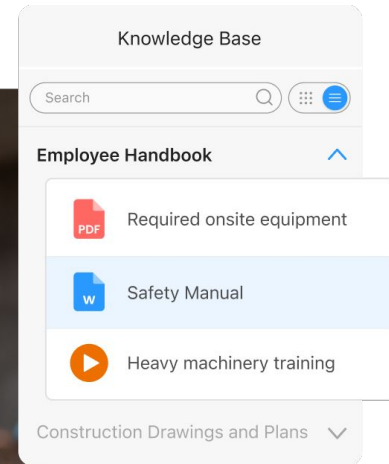 Knowledge Base
Search
Employee Handbook
PDF
Required onsite equipment
W
Safety Manual
Heavy machinery training
Construction Drawings and Plans